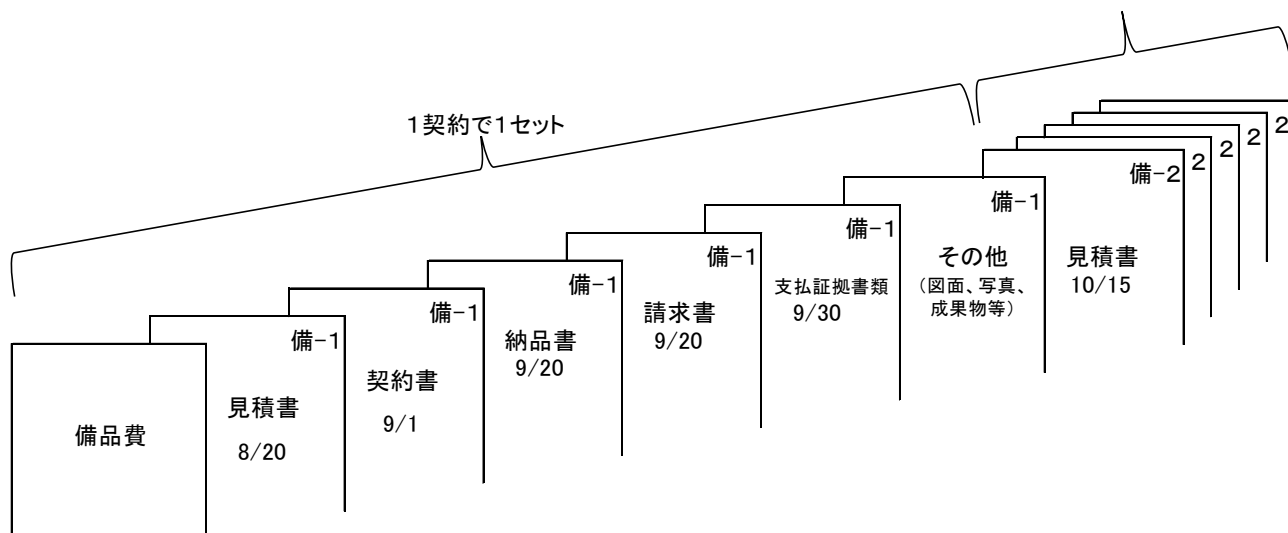 1契約で1セット
備品費
備-1
見積書
8/20
備-1
契約書
9/1
備-1
納品書
9/20
備-1
請求書
9/20
備-1
支払証拠書類
9/30
備-1
その他
(図面、写真、
成果物等)
備-2
見積書
10/15
2
2
2
2